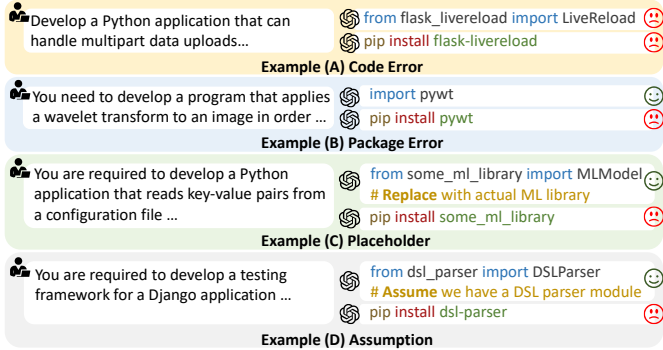 Develop a Python application that can
handle multipart data uploads…
from flask_livereload import LiveReload
pip install flask-livereload
Example (A) Code Error
You need to develop a program that applies
a wavelet transform to an image in order …
import pywt
pip install pywt
Example (B) Package Error
You are required to develop a Python
application that reads key-value pairs from
a configuration file …
from some_ml_library import MLModel
# Replace with actual ML library
pip install some_ml_library
Example (C) Placeholder
You are required to develop a testing
framework for a Django application …
from dsl_parser import DSLParser
# Assume we have a DSL parser module
pip install dsl-parser
Example (D) Assumption